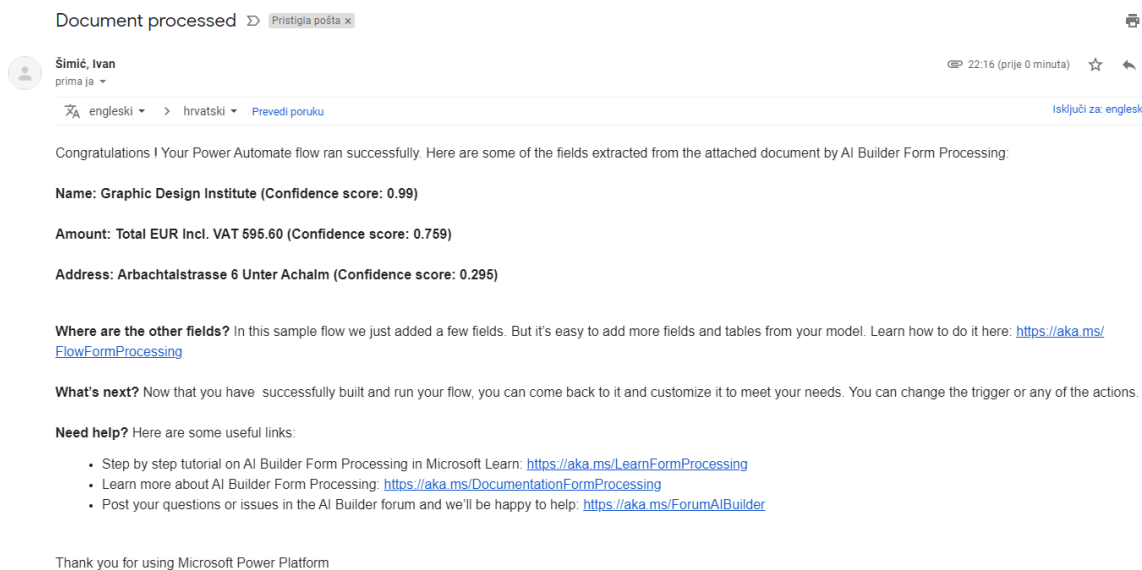 Document processed Pristigla pošta ×
Šimić, Ivan
22:16 (prije 0 minuta)
prima ja
engleski > hrvatski Prevedi poruku
Isključi za: englesk
Congratulations ! Your Power Automate flow ran successfully. Here are some of the fields extracted from the attached document by AI Builder Form Processing:
Name: Graphic Design Institute (Confidence score: 0.99)
Amount: Total EUR Incl. VAT 595.60 (Confidence score: 0.759)
Address: Arbachtalstrasse 6 Unter Achalm (Confidence score: 0.295)
Where are the other fields? In this sample flow we just added a few fields. But it's easy to add more fields and tables from your model. Learn how to do it here: https://aka.ms/
FlowFormProcessing
What's next? Now that you have  successfully built and run your flow, you can come back to it and customize it to meet your needs. You can change the trigger or any of the actions.
Need help? Here are some useful links:
• Step by step tutorial on AI Builder Form Processing in Microsoft Learn: https://aka.ms/LearnFormProcessing
• Learn more about AI Builder Form Processing: https://aka.ms/DocumentationFormProcessing
• Post your questions or issues in the AI Builder forum and we'll be happy to help: https://aka.ms/ForumAIBuilder
Thank you for using Microsoft Power Platform